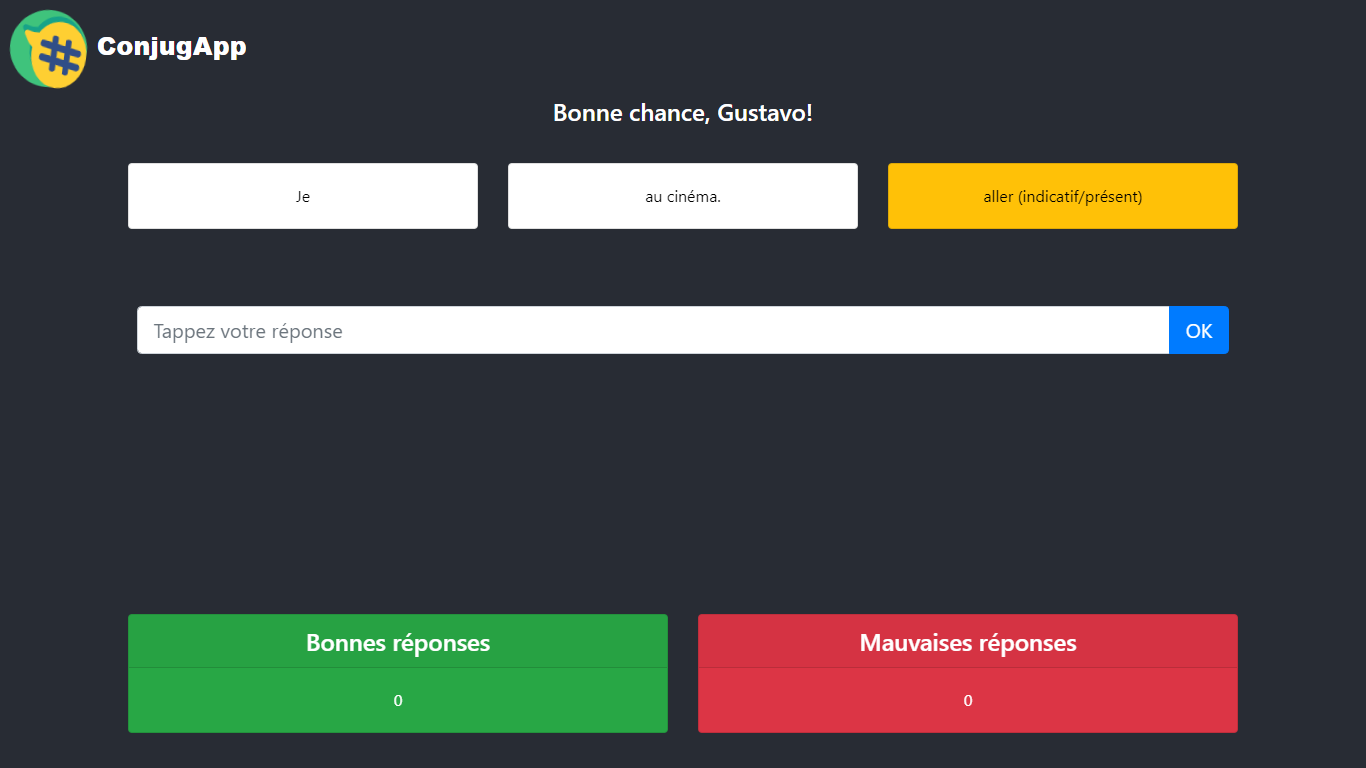 ConjugApp
Bonne chance, Gustavo!
Je
au cinéma.
aller (indicatif/présent)
Tappez votre réponse
OK
Bonnes réponses
0
Mauvaises réponses
0